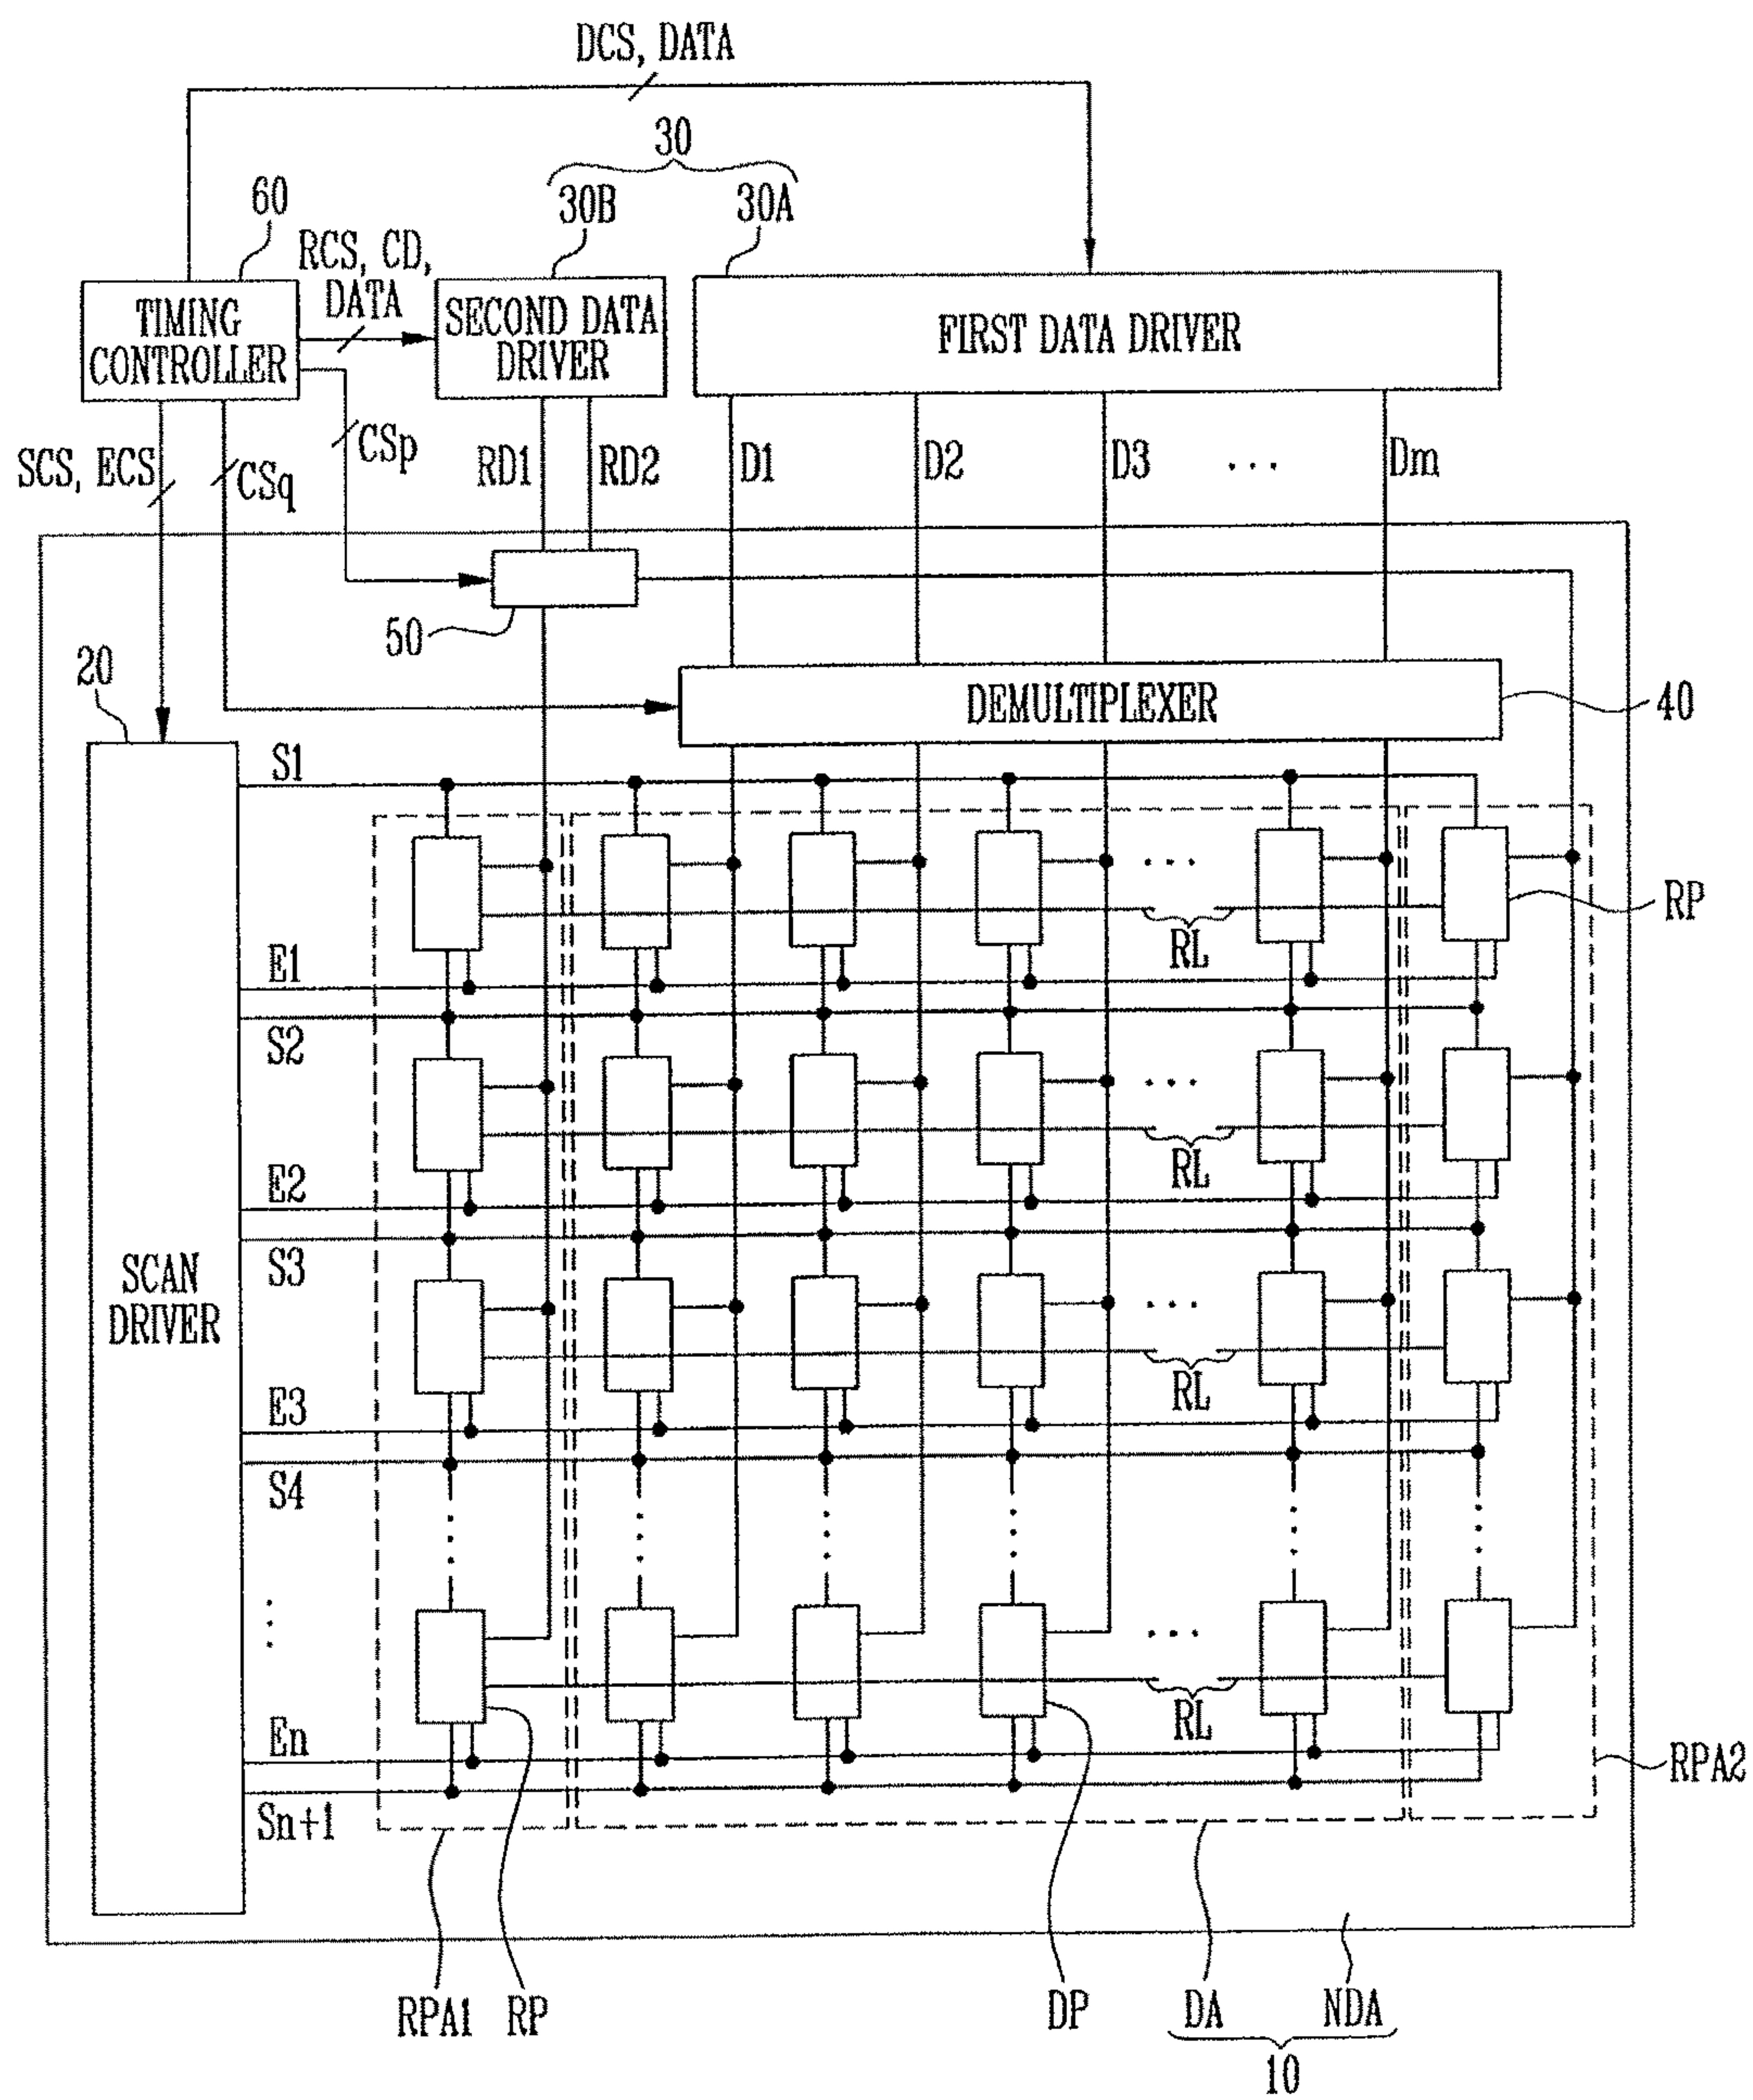 DCS, DATA
30
30B
30A
60
RCS, CD,
DATA
TIMING
CONTROLLER
SECOND DATA
DRIVER
FIRST DATA DRIVER
SCS, ECS
CSq
CSp
RD1
RD2
D1
D2
D3
...
Dm
50
20
DEMULTIPLEXER
40
S1
...
RP
RL
E1
S2
...
RL
E2
S3
SCAN
DRIVER
...
RL
E3
S4
...
...
RL
En
RPA2
Sn+1
RPA1
RP
DP
DA
NDA
10